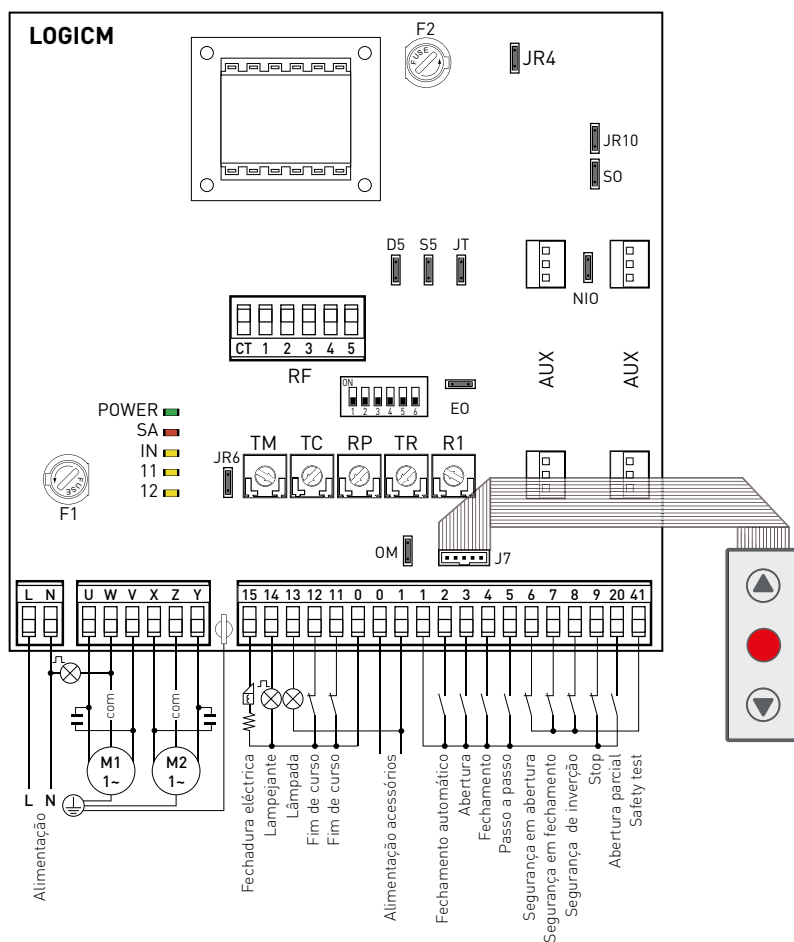 LOGICM
F2
FUSE
JR4
JR10
SO
D5 S5 JT
NIO
CT 1 2 3 4 5
RF
AUX
AUX
ON
1 2 3 4 5 6
EO
POWER
SA
IN
11
12
JR6
TM TC RP TR R1
FUSE
F1
OM
J7
L N
U W V X Z Y
15 14 13 12 11 0 0 1 1 2 3 4 5 6 7 8 9 20 41
com
com
M1
1~
M2
1~
L N
Alimentação
Fechadura eléctrica
Lampejante
Lâmpada
Fim de curso
Fim de curso
Alimentação acessórios
Fechamento automático
Abertura
Fechamento
Passo a passo
Segurança em abertura
Segurança em fechamento
Segurança de inverção
Stop
Abertura parcial
Safety test